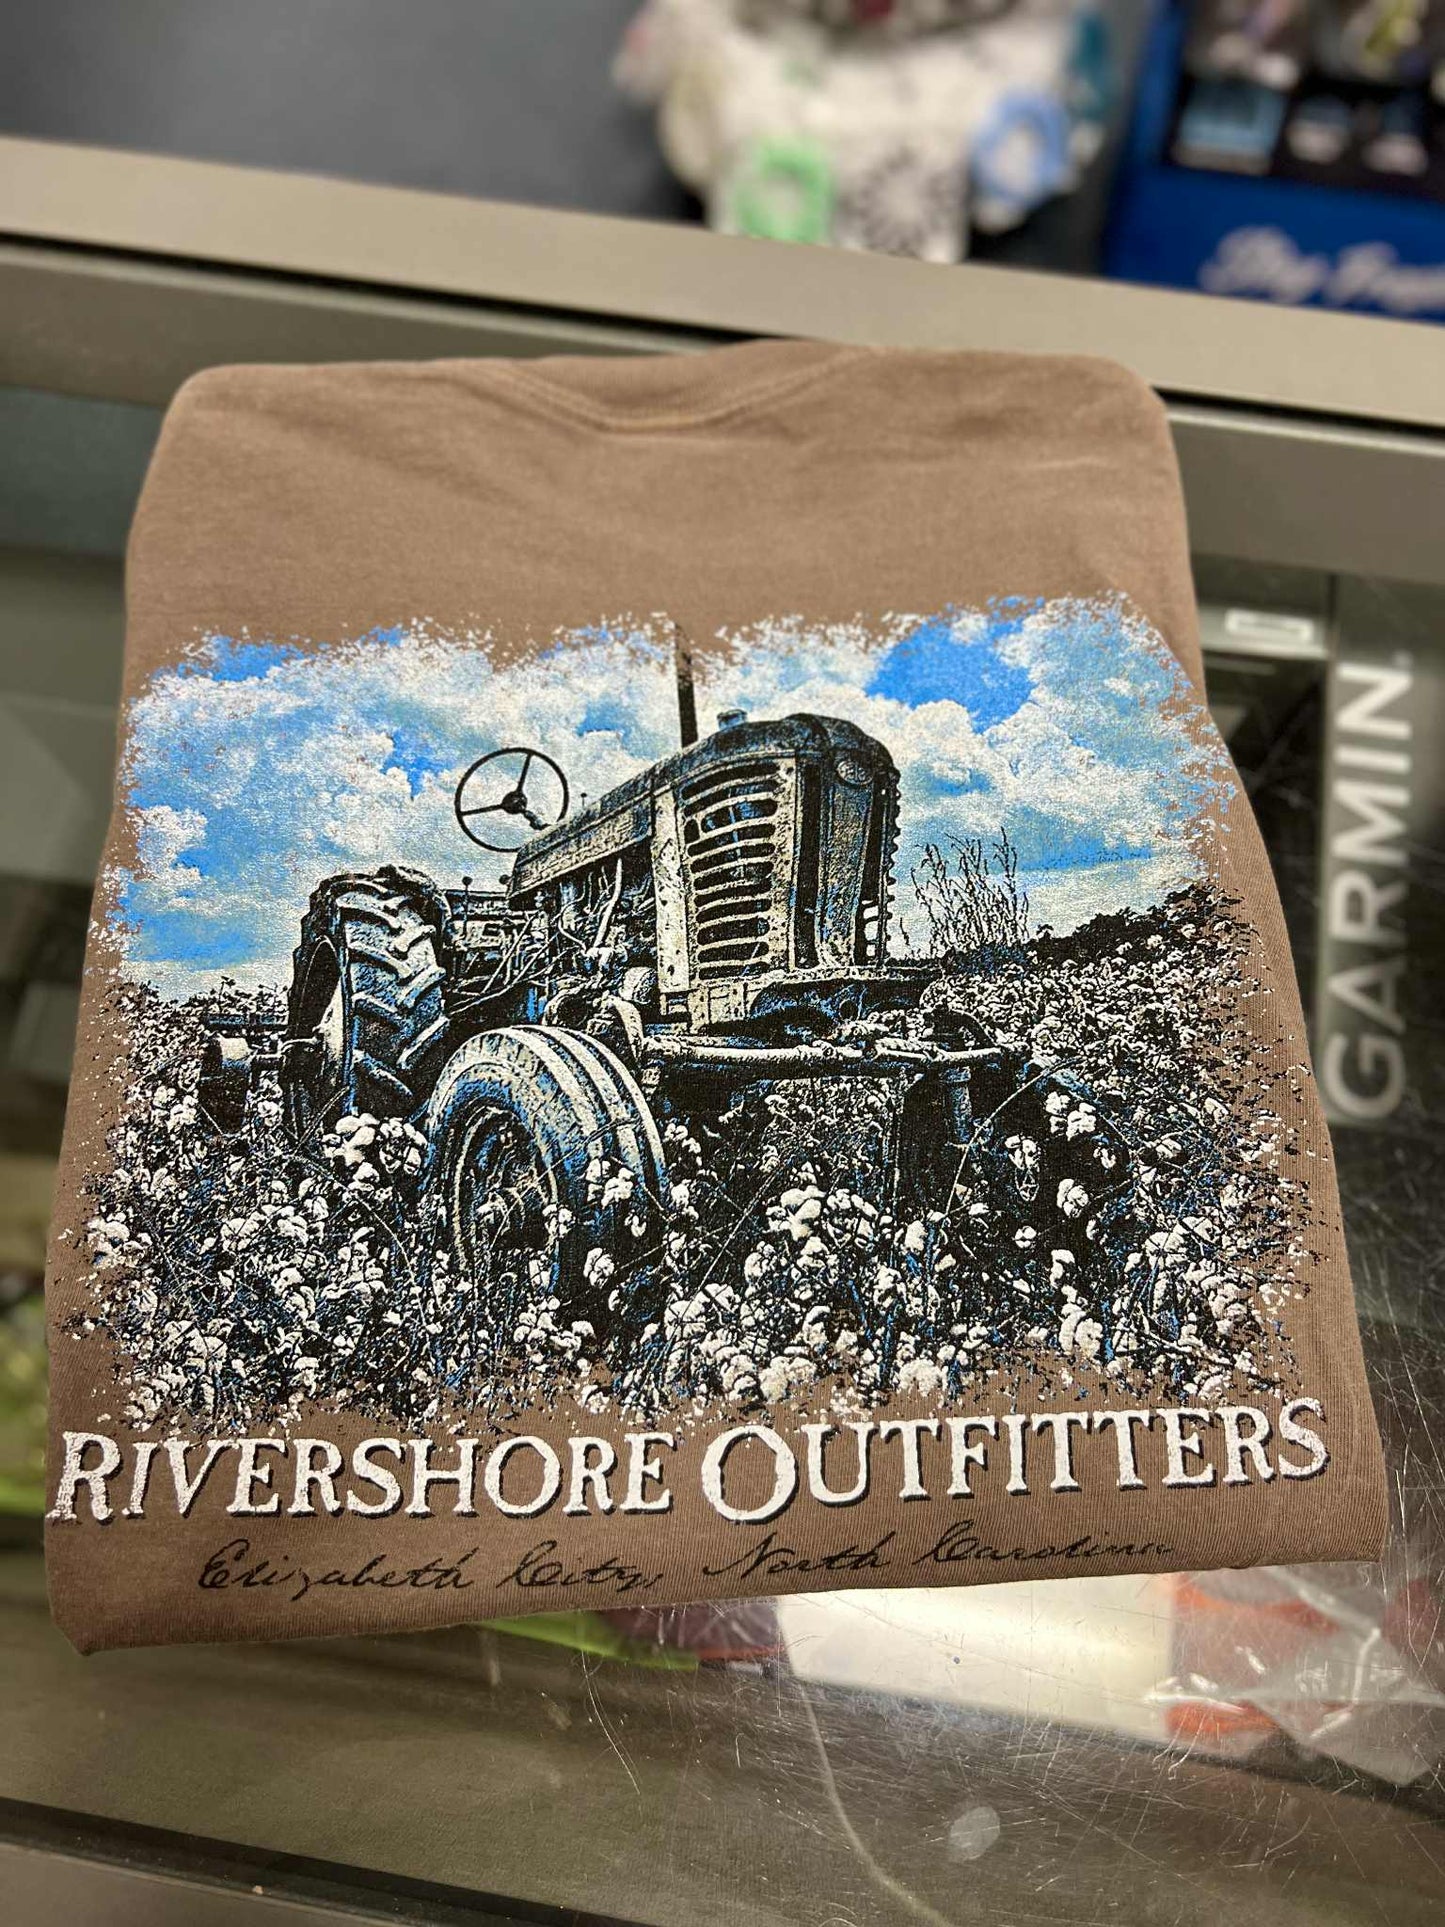 GARMIN
RIVERSHORE OUTFITTERS
Elizabeth City, North Carolina